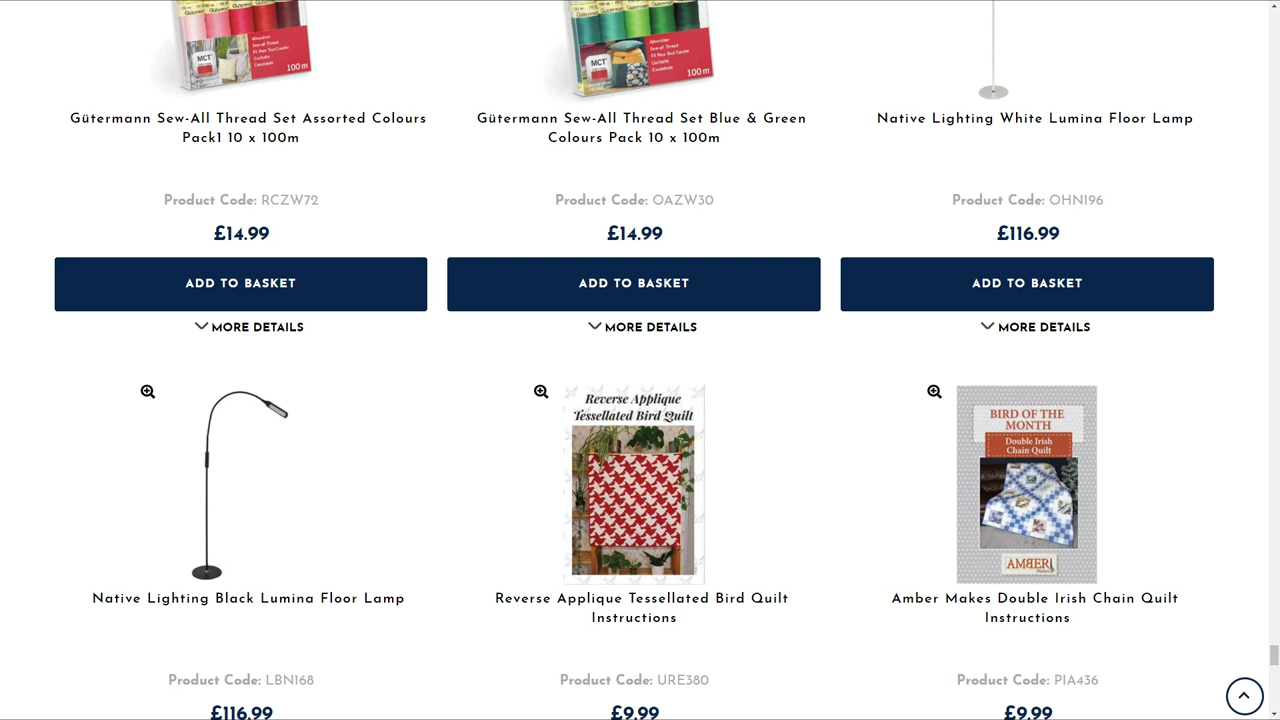 MCT
100m
MCT
100m
Gütermann Sew-All Thread Set Assorted Colours
Pack1 10 x 100m
Gütermann Sew-All Thread Set Blue & Green
Colours Pack 10 x 100m
Native Lighting White Lumina Floor Lamp
Product Code: RCZW72
Product Code: OAZW30
Product Code: OHN196
£14.99
£14.99
£116.99
ADD TO BASKET
ADD TO BASKET
ADD TO BASKET
MORE DETAILS
MORE DETAILS
MORE DETAILS
Reverse Applique
Tessellated Bird Quilt
BIRD OF THE
MONTH
Double Irish
Chain Quilt
AMBER
Makes
Native Lighting Black Lumina Floor Lamp
Reverse Applique Tessellated Bird Quilt
Instructions
Amber Makes Double Irish Chain Quilt
Instructions
Product Code: LBN168
Product Code: URE380
Product Code: PIA436
£116.99
£9.99
£9.99